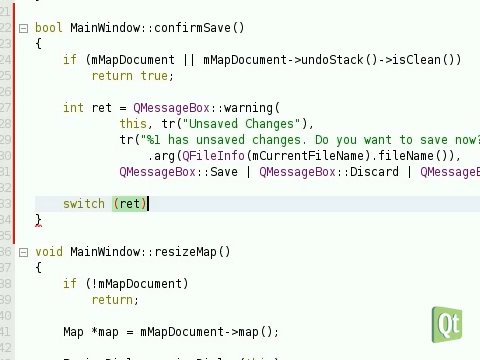 21
22 bool MainWindow::confirmSave()
23 {
24 if (mMapDocument || mMapDocument->undoStack()->isClean())
25 return true;
26
27 int ret = QMessageBox::warning(
28 this, tr("Unsaved Changes"),
29 tr("%1 has unsaved changes. Do you want to save now?
30 .arg(QFileInfo(mCurrentFileName).fileName()),
31 QMessageBox::Save | QMessageBox::Discard | QMessageB
32
33 switch (ret)
34 }
35
36 void MainWindow::resizeMap()
37 {
38 if (!mMapDocument)
39 return;
40
41 Map *map = mMapDocument->map();
42
Qt